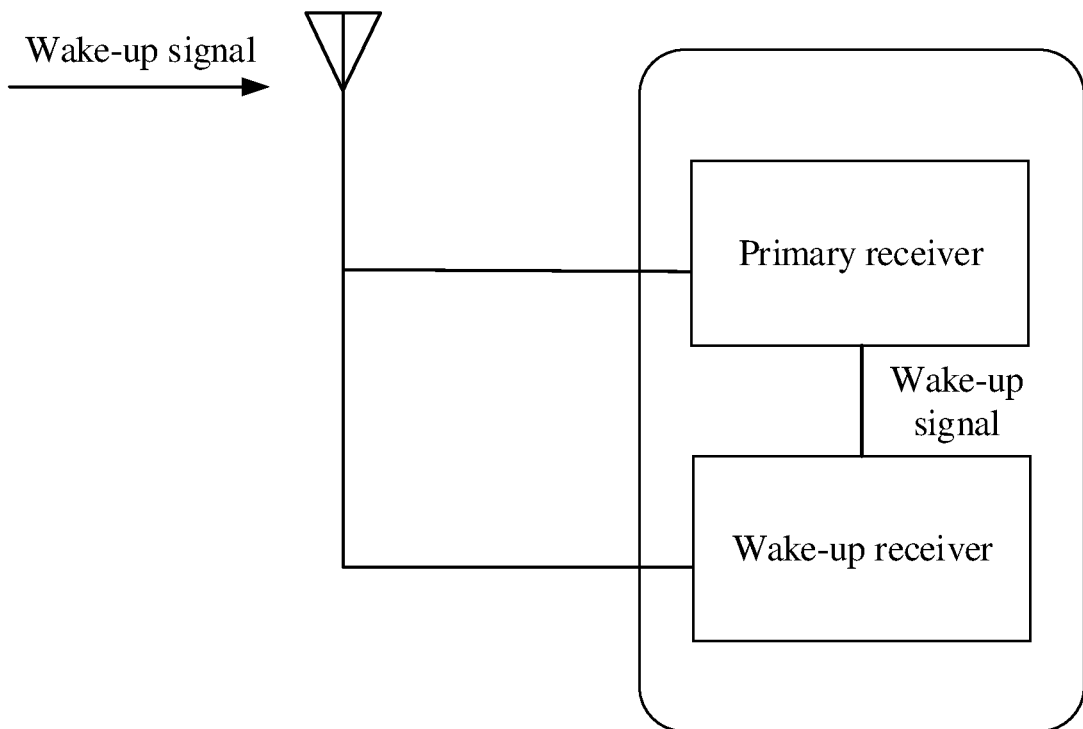 Wake-up signal
Primary receiver
Wake-up
signal
Wake-up receiver